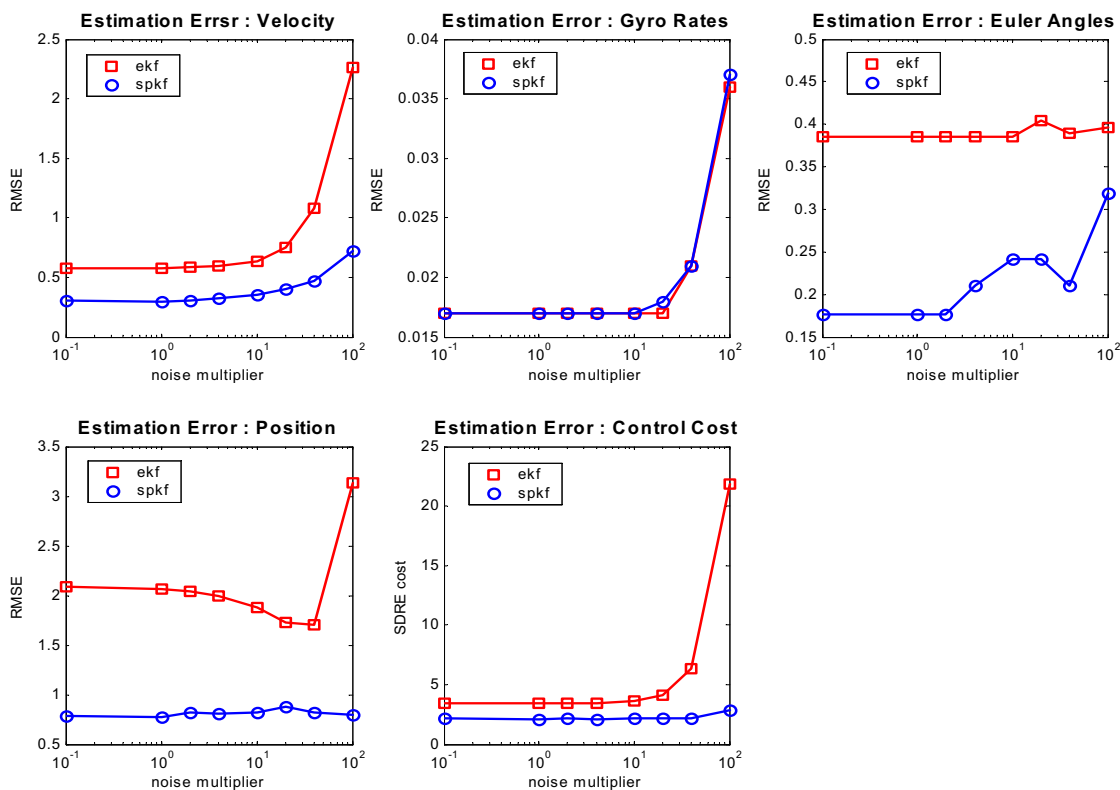 Estimation Errsr : Velocity
2.5
2
1.5
1
0.5
0
RMSE
ekf
spkf
10^-1
10^0
10^1
10^2
noise multiplier
Estimation Error : Gyro Rates
0.04
0.035
0.03
0.025
0.02
0.015
RMSE
ekf
spkf
10^-1
10^0
10^1
10^2
noise multiplier
Estimation Error : Euler Angles
0.5
0.45
0.4
0.35
0.3
0.25
0.2
0.15
RMSE
ekf
spkf
10^-1
10^0
10^1
10^2
noise multiplier
Estimation Error : Position
3.5
3
2.5
2
1.5
1
0.5
RMSE
ekf
spkf
10^-1
10^0
10^1
10^2
noise multiplier
Estimation Error : Control Cost
25
20
15
10
5
0
SDRE cost
ekf
spkf
10^-1
10^0
10^1
10^2
noise multiplier